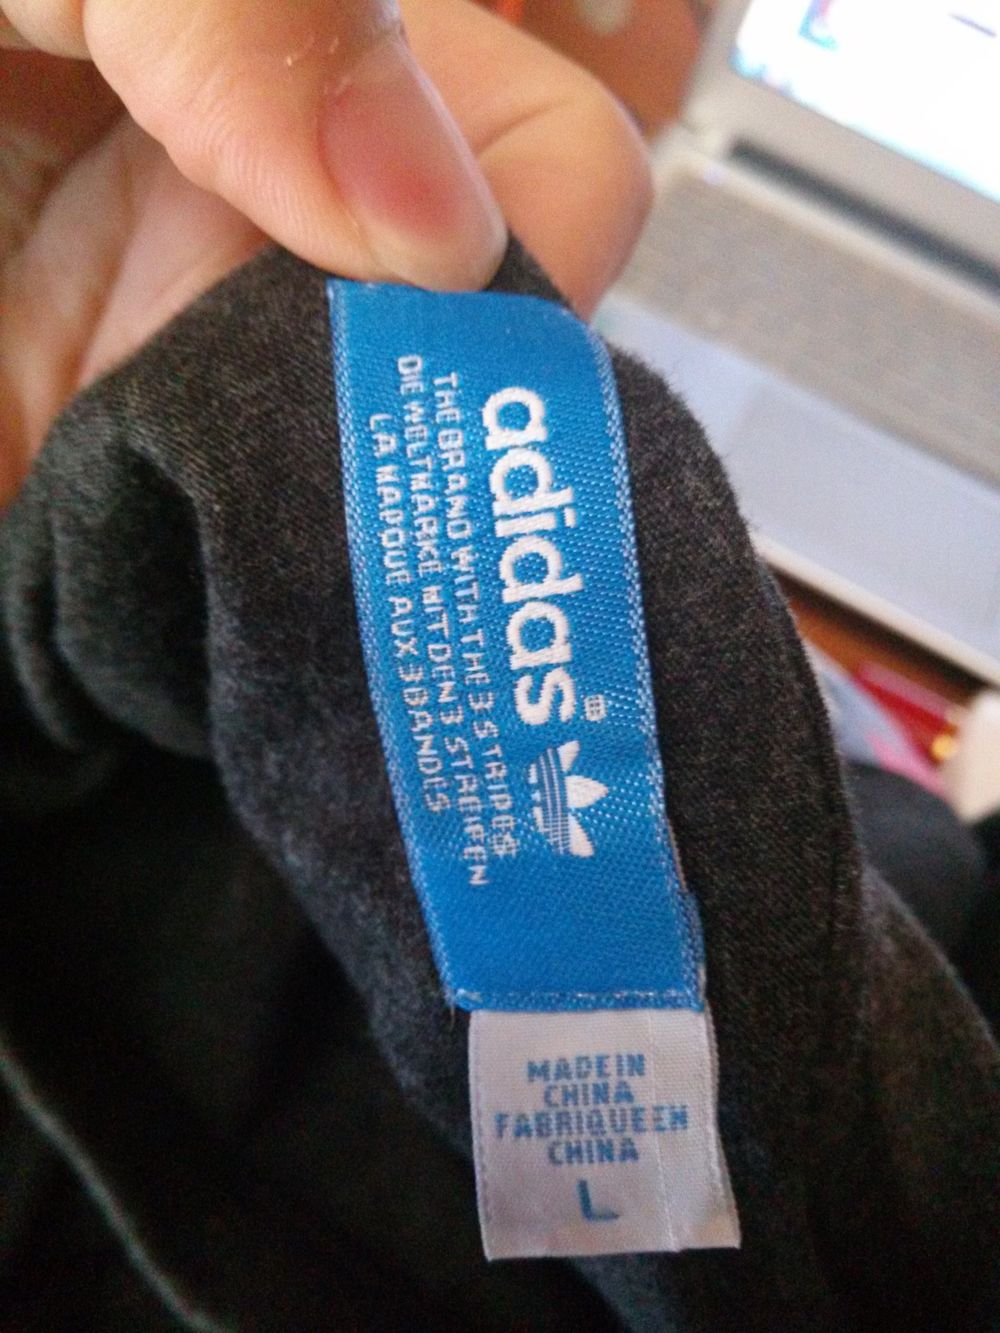 adidas
THE BRAND WITH THE 3 STRIPES
DIE WELTMARKE MIT DEN 3 STREIFEN
LA MARQUE AUX 3 BANDES
MADE IN
CHINA
FABRIQUE EN
CHINA
L